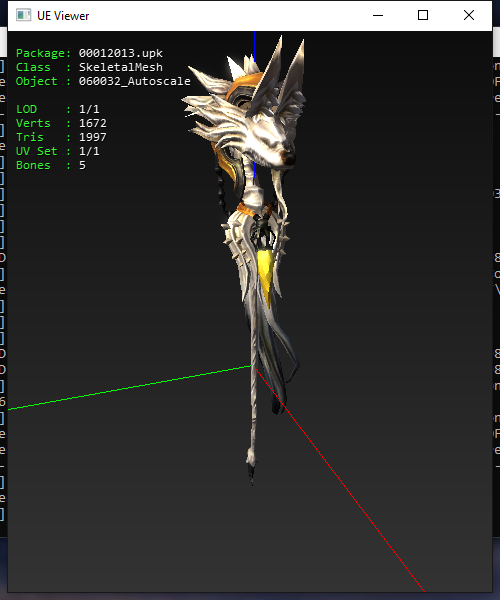 UE Viewer
Package: 00012013.upk
Class  : SkeletalMesh
Object : 060032_Autoscale
LOD    : 1/1
Verts  : 1672
Tris   : 1997
UV Set : 1/1
Bones  : 5